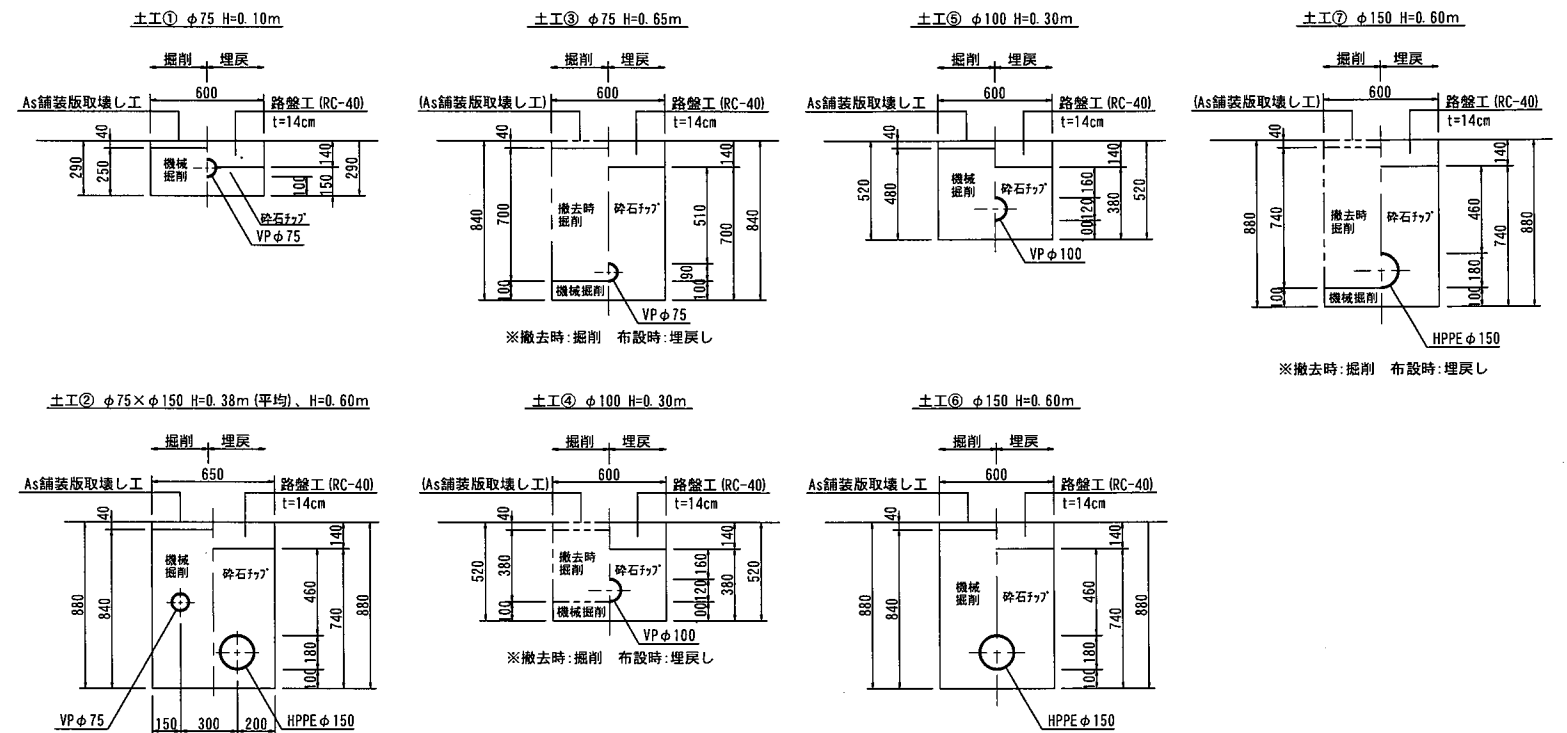 土工① φ75 H=0.10m
掘削 埋戻
600
As舗装版取壊し工
路盤工(RC-40)
t=14cm
40
290
250
機械
掘削
100
140
150
290
砕石チップ
VPφ75
土工③ φ75 H=0.65m
掘削 埋戻
600
(As舗装版取壊し工)
路盤工(RC-40)
t=14cm
40
840
700
100
撤去時
掘削
砕石チップ
機械掘削
510
90
100
140
700
840
VPφ75
※撤去時:掘削 布設時:埋戻し
土工⑤ φ100 H=0.30m
掘削 埋戻
600
As舗装版取壊し工
路盤工(RC-40)
t=14cm
40
520
480
機械
掘削
砕石チップ
160
120
100
140
380
520
VPφ100
土工⑦ φ150 H=0.60m
掘削 埋戻
600
(As舗装版取壊し工)
路盤工(RC-40)
t=14cm
40
880
740
100
撤去時
掘削
砕石チップ
機械掘削
460
180
100
140
740
880
HPPEφ150
※撤去時:掘削 布設時:埋戻し
土工② φ75×φ150 H=0.38m(平均)、H=0.60m
掘削 埋戻
650
As舗装版取壊し工
路盤工(RC-40)
t=14cm
40
880
840
機械
掘削
砕石チップ
460
180
100
140
740
880
VPφ75
150 300 200
HPPEφ150
土工④ φ100 H=0.30m
掘削 埋戻
600
(As舗装版取壊し工)
路盤工(RC-40)
t=14cm
40
520
380
100
撤去時
掘削
砕石チップ
機械掘削
160
120
100
140
380
520
VPφ100
※撤去時:掘削 布設時:埋戻し
土工⑥ φ150 H=0.60m
掘削 埋戻
600
As舗装版取壊し工
路盤工(RC-40)
t=14cm
40
880
840
機械
掘削
砕石チップ
460
180
100
140
740
880
HPPEφ150